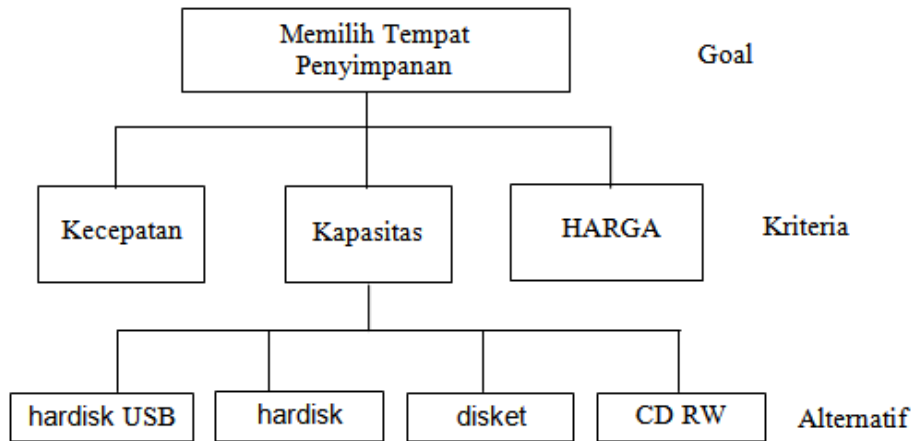 Memilih Tempat
Penyimpanan
Goal
Kecepatan
Kapasitas
HARGA
Kriteria
hardisk USB
hardisk
disket
CD RW
Alternatif